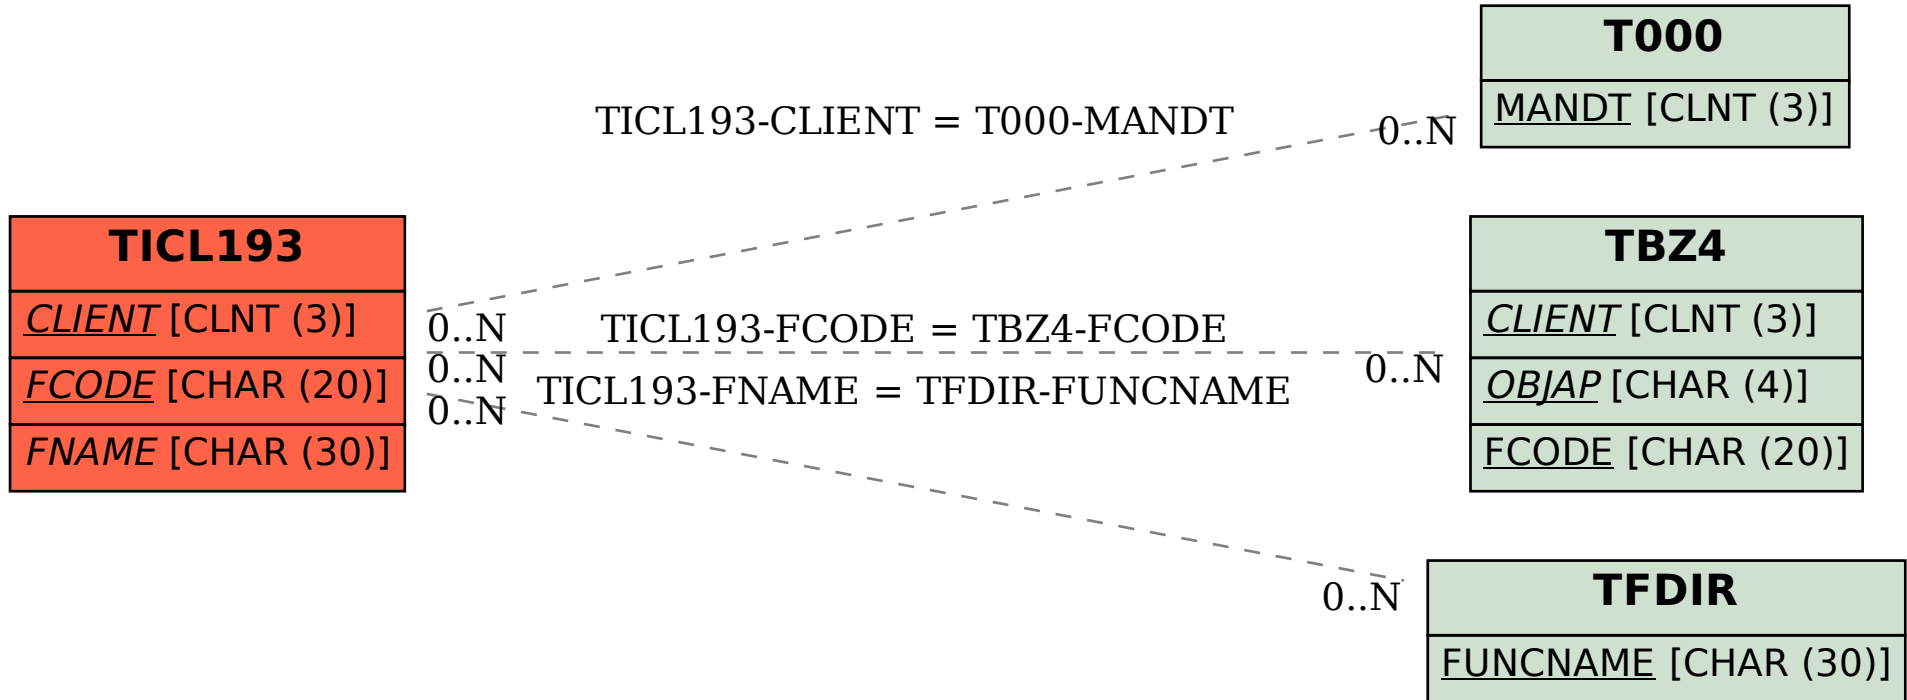 T000
MANDT [CLNT (3)]
TICL193-CLIENT = T000-MANDT
0..N
TICL193
CLIENT [CLNT (3)]
FCODE [CHAR (20)]
FNAME [CHAR (30)]
0..N
TICL193-FCODE = TBZ4-FCODE
0..N
0..N
TICL193-FNAME = TFDIR-FUNCNAME
0..N
TBZ4
CLIENT [CLNT (3)]
OBJAP [CHAR (4)]
FCODE [CHAR (20)]
0..N
TFDIR
FUNCNAME [CHAR (30)]